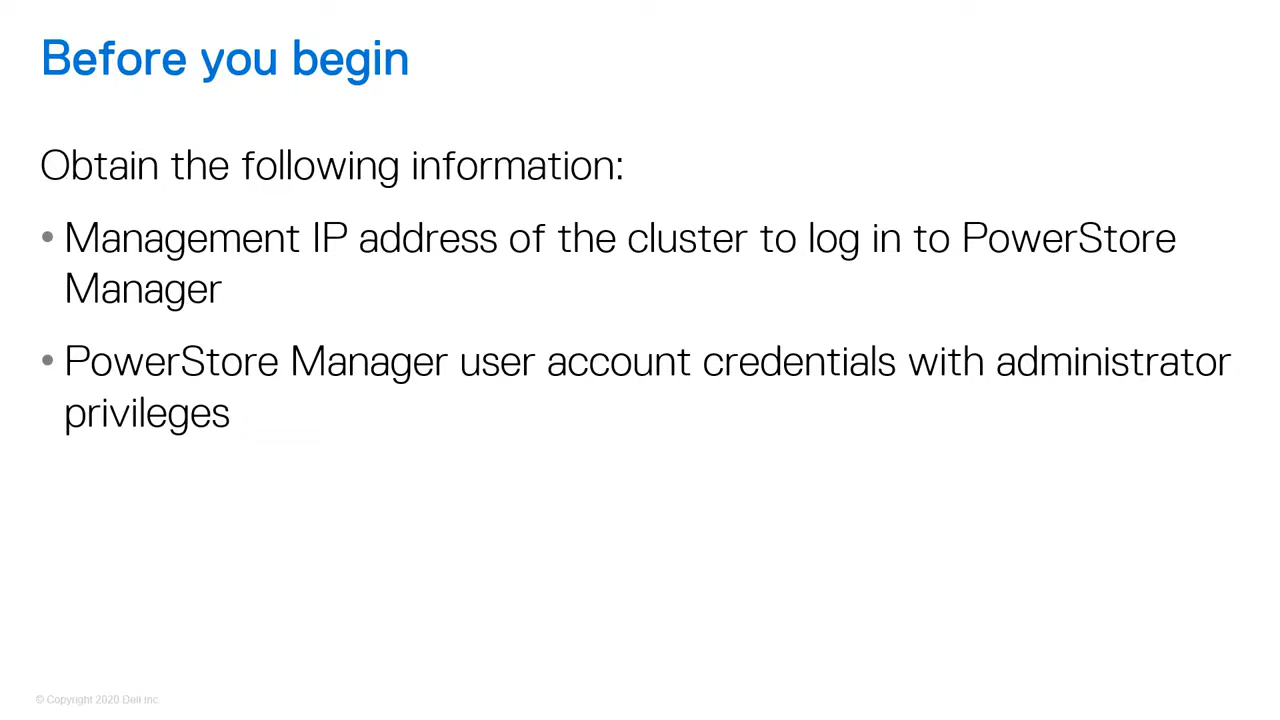 Before you begin
Obtain the following information:
• Management IP address of the cluster to log in to PowerStore
Manager
• PowerStore Manager user account credentials with administrator
privileges
© Copyright 2020 Dell Inc.